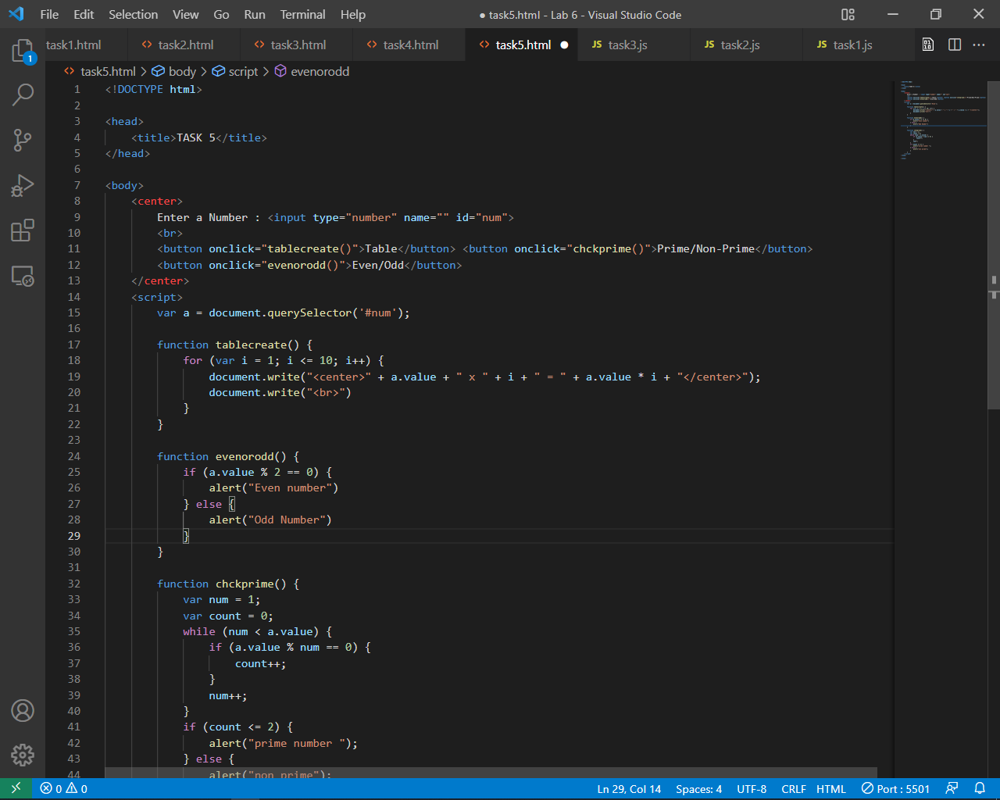 File Edit Selection View Go Run Terminal Help ● task5.html - Lab 6 - Visual Studio Code
task1.html <> task2.html <> task3.html <> task4.html <> task5.html ● JS task3.js JS task2.js JS task1.js
<> task5.html > body > script > evenorodd
1 <!DOCTYPE html>
2
3 <head>
4     <title>TASK 5</title>
5 </head>
6
7 <body>
8     <center>
9         Enter a Number : <input type="number" name="" id="num">
10         <br>
11         <button onclick="tablecreate()">Table</button> <button onclick="chckprime()">Prime/Non-Prime</button>
12         <button onclick="evenorodd()">Even/Odd</button>
13     </center>
14     <script>
15         var a = document.querySelector('#num');
16
17         function tablecreate() {
18             for (var i = 1; i <= 10; i++) {
19                 document.write("<center>" + a.value + " x " + i + " = " + a.value * i + "</center>");
20                 document.write("<br>")
21             }
22         }
23
24         function evenorodd() {
25             if (a.value % 2 == 0) {
26                 alert("Even number")
27             } else {
28                 alert("Odd Number")
29             }
30         }
31
32         function chckprime() {
33             var num = 1;
34             var count = 0;
35             while (num < a.value) {
36                 if (a.value % num == 0) {
37                     count++;
38                 }
39                 num++;
40             }
41             if (count <= 2) {
42                 alert("prime number ");
43             } else {
44                 alert("non prime");
1
0 0 Ln 29, Col 14 Spaces: 4 UTF-8 CRLF HTML Port : 5501